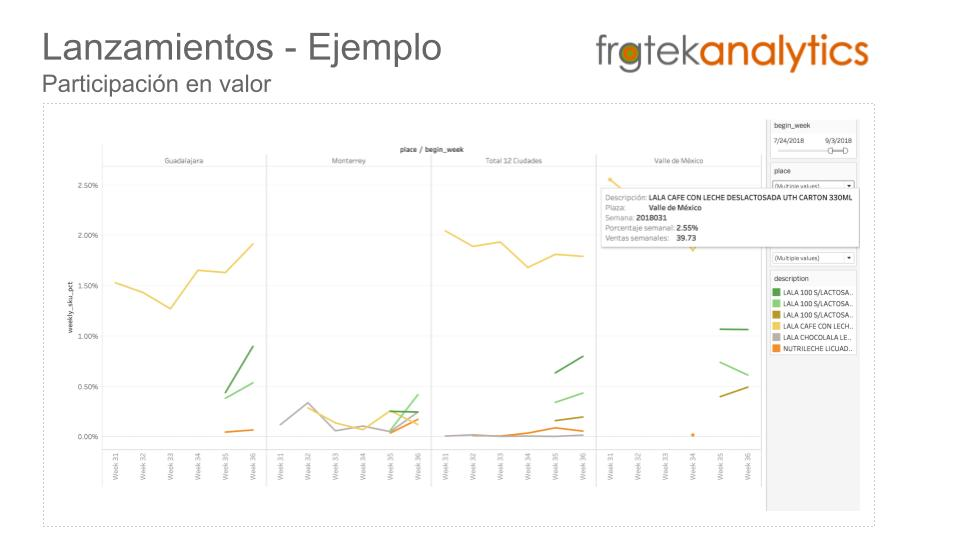 Lanzamientos - Ejemplo
frogtekanalytics
Participación en valor
place / begin_week
Guadalajara
Monterrey
Total 12 Ciudades
Valle de México
2.50%
2.00%
1.50%
1.00%
0.50%
0.00%
weekly_sku_pct
Week 31
Week 32
Week 33
Week 34
Week 35
Week 36
Week 31
Week 32
Week 33
Week 34
Week 35
Week 36
Week 31
Week 32
Week 33
Week 34
Week 35
Week 36
Week 31
Week 32
Week 33
Week 34
Week 35
Week 36
Descripción: LALA CAFE CON LECHE DESLACTOSADA UTH CARTON 330ML
Plaza: Valle de México
Semana: 2018031
Porcentaje semanal: 2.55%
Ventas semanales: 39.73
begin_week
7/24/2018 9/3/2018
place
(Multiple values)
(Multiple values)
description
LALA 100 S/LACTOSA..
LALA 100 S/LACTOSA..
LALA 100 S/LACTOSA..
LALA CAFE CON LECH..
LALA CHOCOLALA LE..
NUTRILECHE LICUAD..